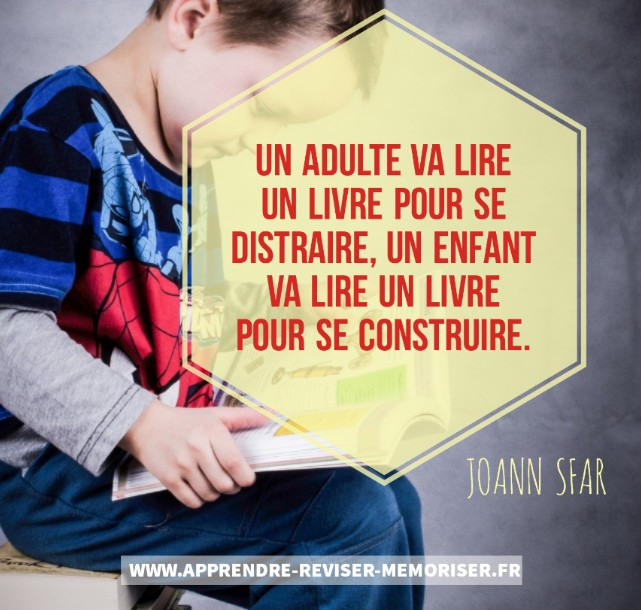 UN ADULTE VA LIRE
UN LIVRE POUR SE
DISTRAIRE, UN ENFANT
VA LIRE UN LIVRE
POUR SE CONSTRUIRE.
JOANN SFAR
WWW.APPRENDRE-REVISER-MEMORISER.FR